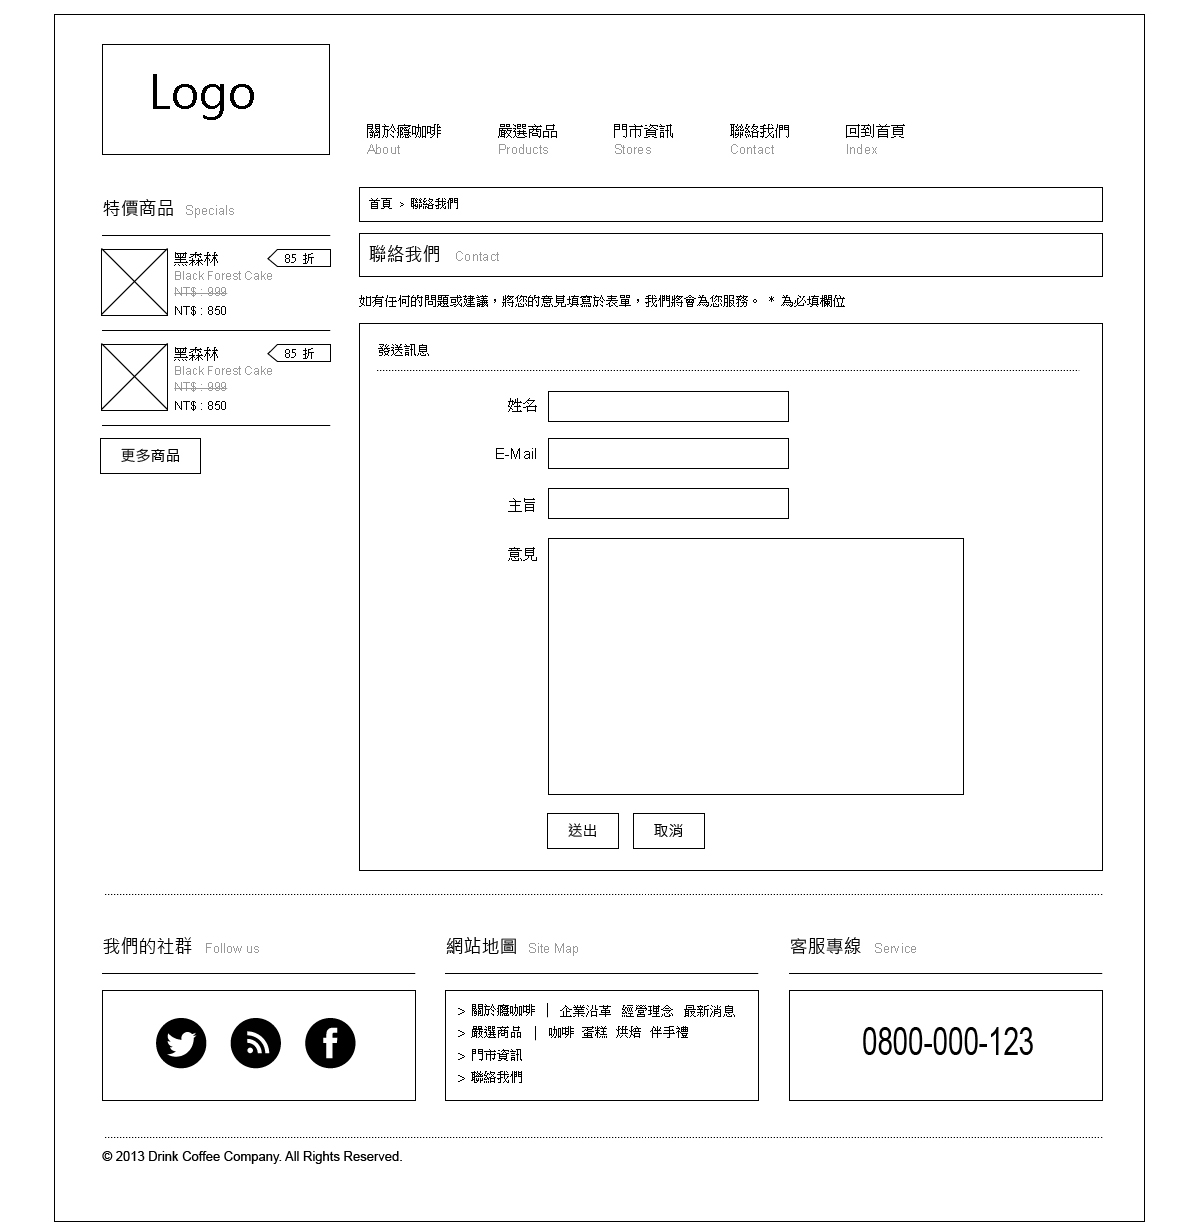 Logo
關於癮咖啡 嚴選商品 門市資訊 聯絡我們 回到首頁
About Products Stores Contact Index
特價商品 Specials
黑森林 85 折
Black Forest Cake
NT$ : 999
NT$ : 850
黑森林 85 折
Black Forest Cake
NT$ : 999
NT$ : 850
更多商品
首頁 > 聯絡我們
聯絡我們 Contact
如有任何的問題或建議，將您的意見填寫於表單，我們將會為您服務。 * 為必填欄位
發送訊息
姓名
E-Mail
主旨
意見
送出 取消
我們的社群 Follow us
網站地圖 Site Map
> 關於癮咖啡 | 企業沿革 經營理念 最新消息
> 嚴選商品 | 咖啡 蛋糕 烘焙 伴手禮
> 門市資訊
> 聯絡我們
客服專線 Service
0800-000-123
© 2013 Drink Coffee Company. All Rights Reserved.